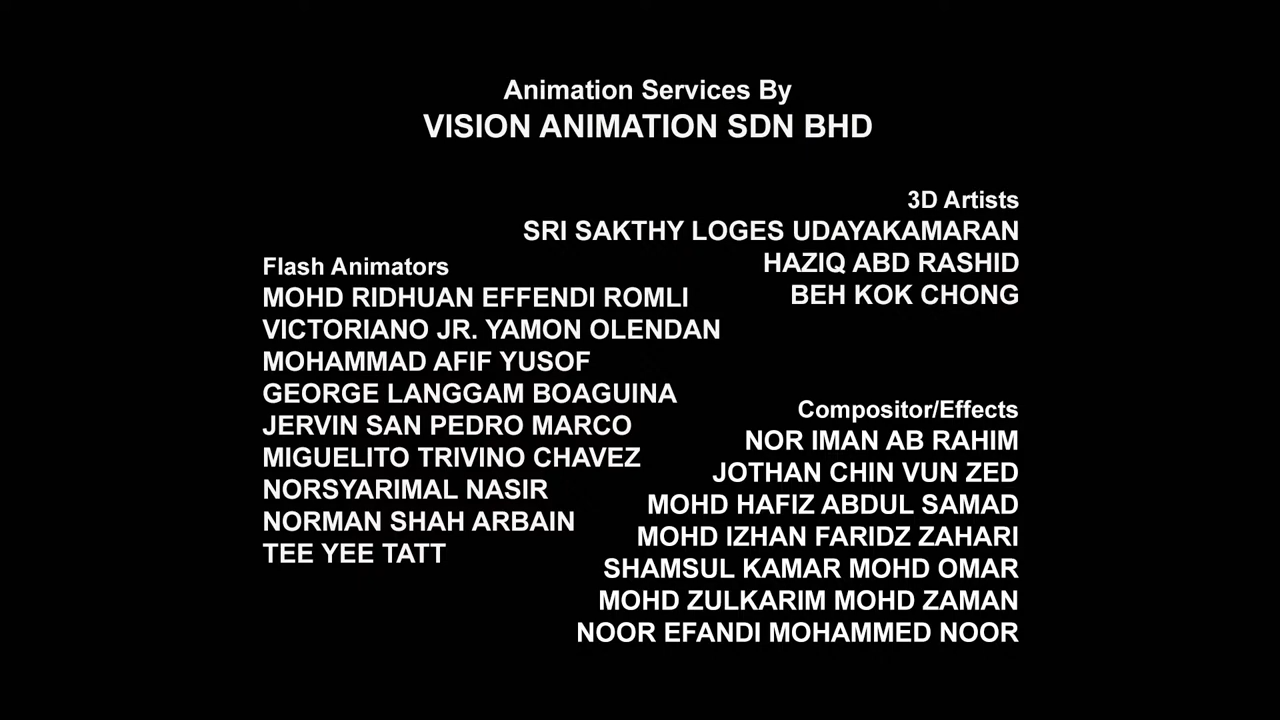 Animation Services By
VISION ANIMATION SDN BHD
3D Artists
SRI SAKTHY LOGES UDAYAKAMARAN
HAZIQ ABD RASHID
BEH KOK CHONG
Flash Animators
MOHD RIDHUAN EFFENDI ROMLI
VICTORIANO JR. YAMON OLENDAN
MOHAMMAD AFIF YUSOF
GEORGE LANGGAM BOAGUINA
JERVIN SAN PEDRO MARCO
MIGUELITO TRIVINO CHAVEZ
NORSYARIMAL NASIR
NORMAN SHAH ARBAIN
TEE YEE TATT
Compositor/Effects
NOR IMAN AB RAHIM
JOTHAN CHIN VUN ZED
MOHD HAFIZ ABDUL SAMAD
MOHD IZHAN FARIDZ ZAHARI
SHAMSUL KAMAR MOHD OMAR
MOHD ZULKARIM MOHD ZAMAN
NOOR EFANDI MOHAMMED NOOR